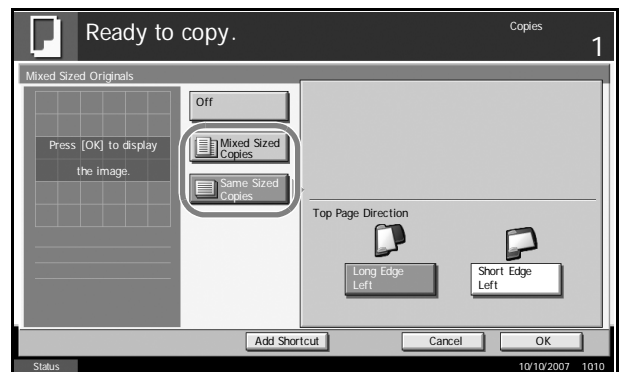 Ready to copy.
Copies
1
Mixed Sized Originals
Off
Press [OK] to display
the image.
Mixed Sized
Copies
Same Sized
Copies
Top Page Direction
Long Edge
Left
Short Edge
Left
Add Shortcut
Cancel
OK
Status
10/10/2007 1010